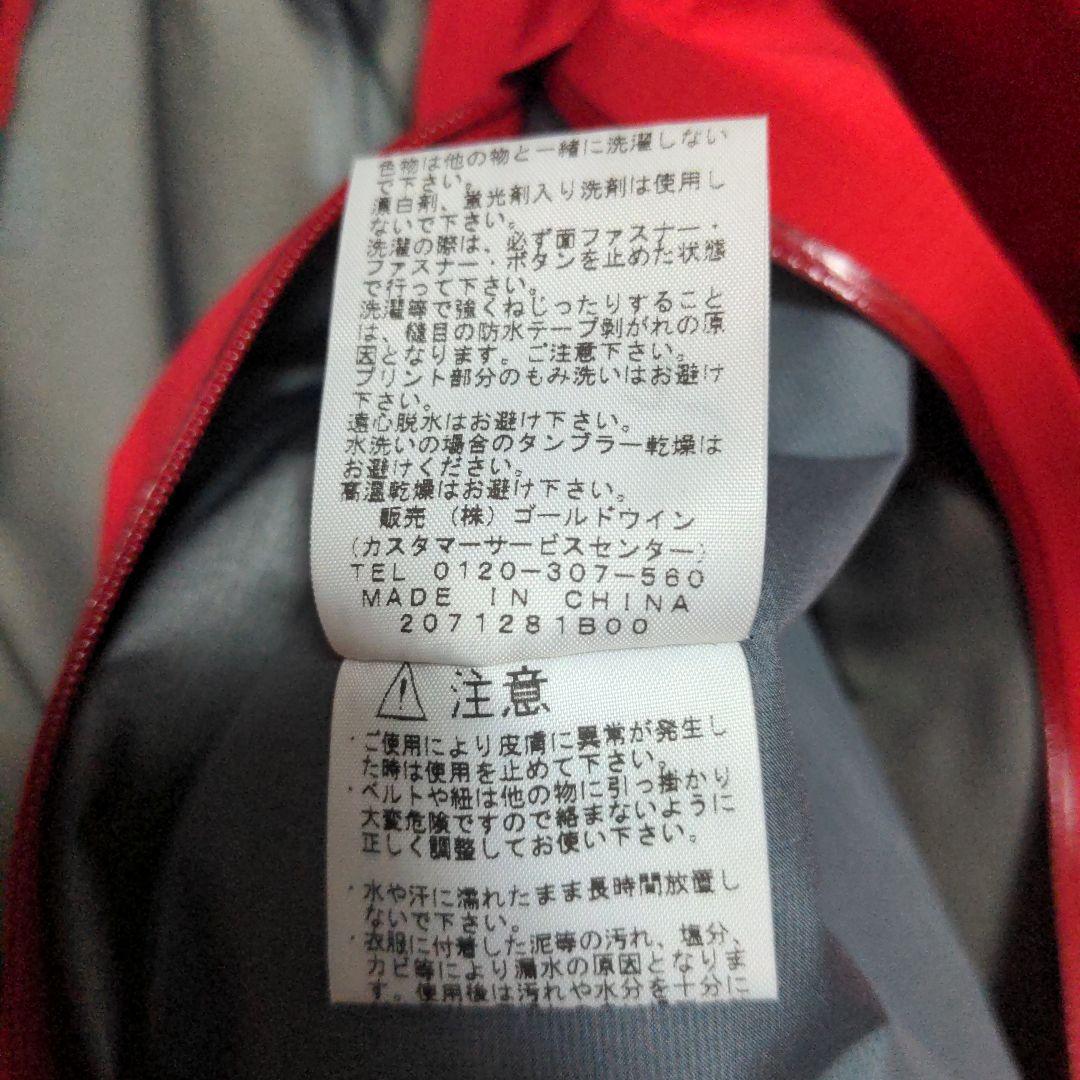 色物は他の物と一緒に洗濯しない
で下さい。
漂白剤、蛍光剤入り洗剤は使用し
ないで下さい。
洗濯の際は、必ず面ファスナー・
ファスナー・ボタンを止めた状態
で行って下さい。
洗濯等で強くねじったりすること
は、縫目の防水テープ剥がれの原
因となります。ご注意下さい。
プリント部分のもみ洗いはお避け
下さい。
遠心脱水はお避け下さい。
水洗いの場合のタンブラー乾燥は
お避けください。
高温乾燥はお避け下さい。
販売 (株) ゴールドウイン
(カスタマーサービスセンター)
TEL 0120-307-560
MADE IN CHINA
2071281B00
注意
・ご使用により皮膚に異常が発生し
た時は使用を止めて下さい。
・ベルトや紐は他の物に引っ掛かり
大変危険ですので絡まないように
正しく調整してお使い下さい。
・水や汗に濡れたまま長時間放置し
ないで下さい。
・衣服に付着した泥等の汚れ、塩分、
カビ等により漏水の原因となりま
す。使用後は汚れや水分を十分に